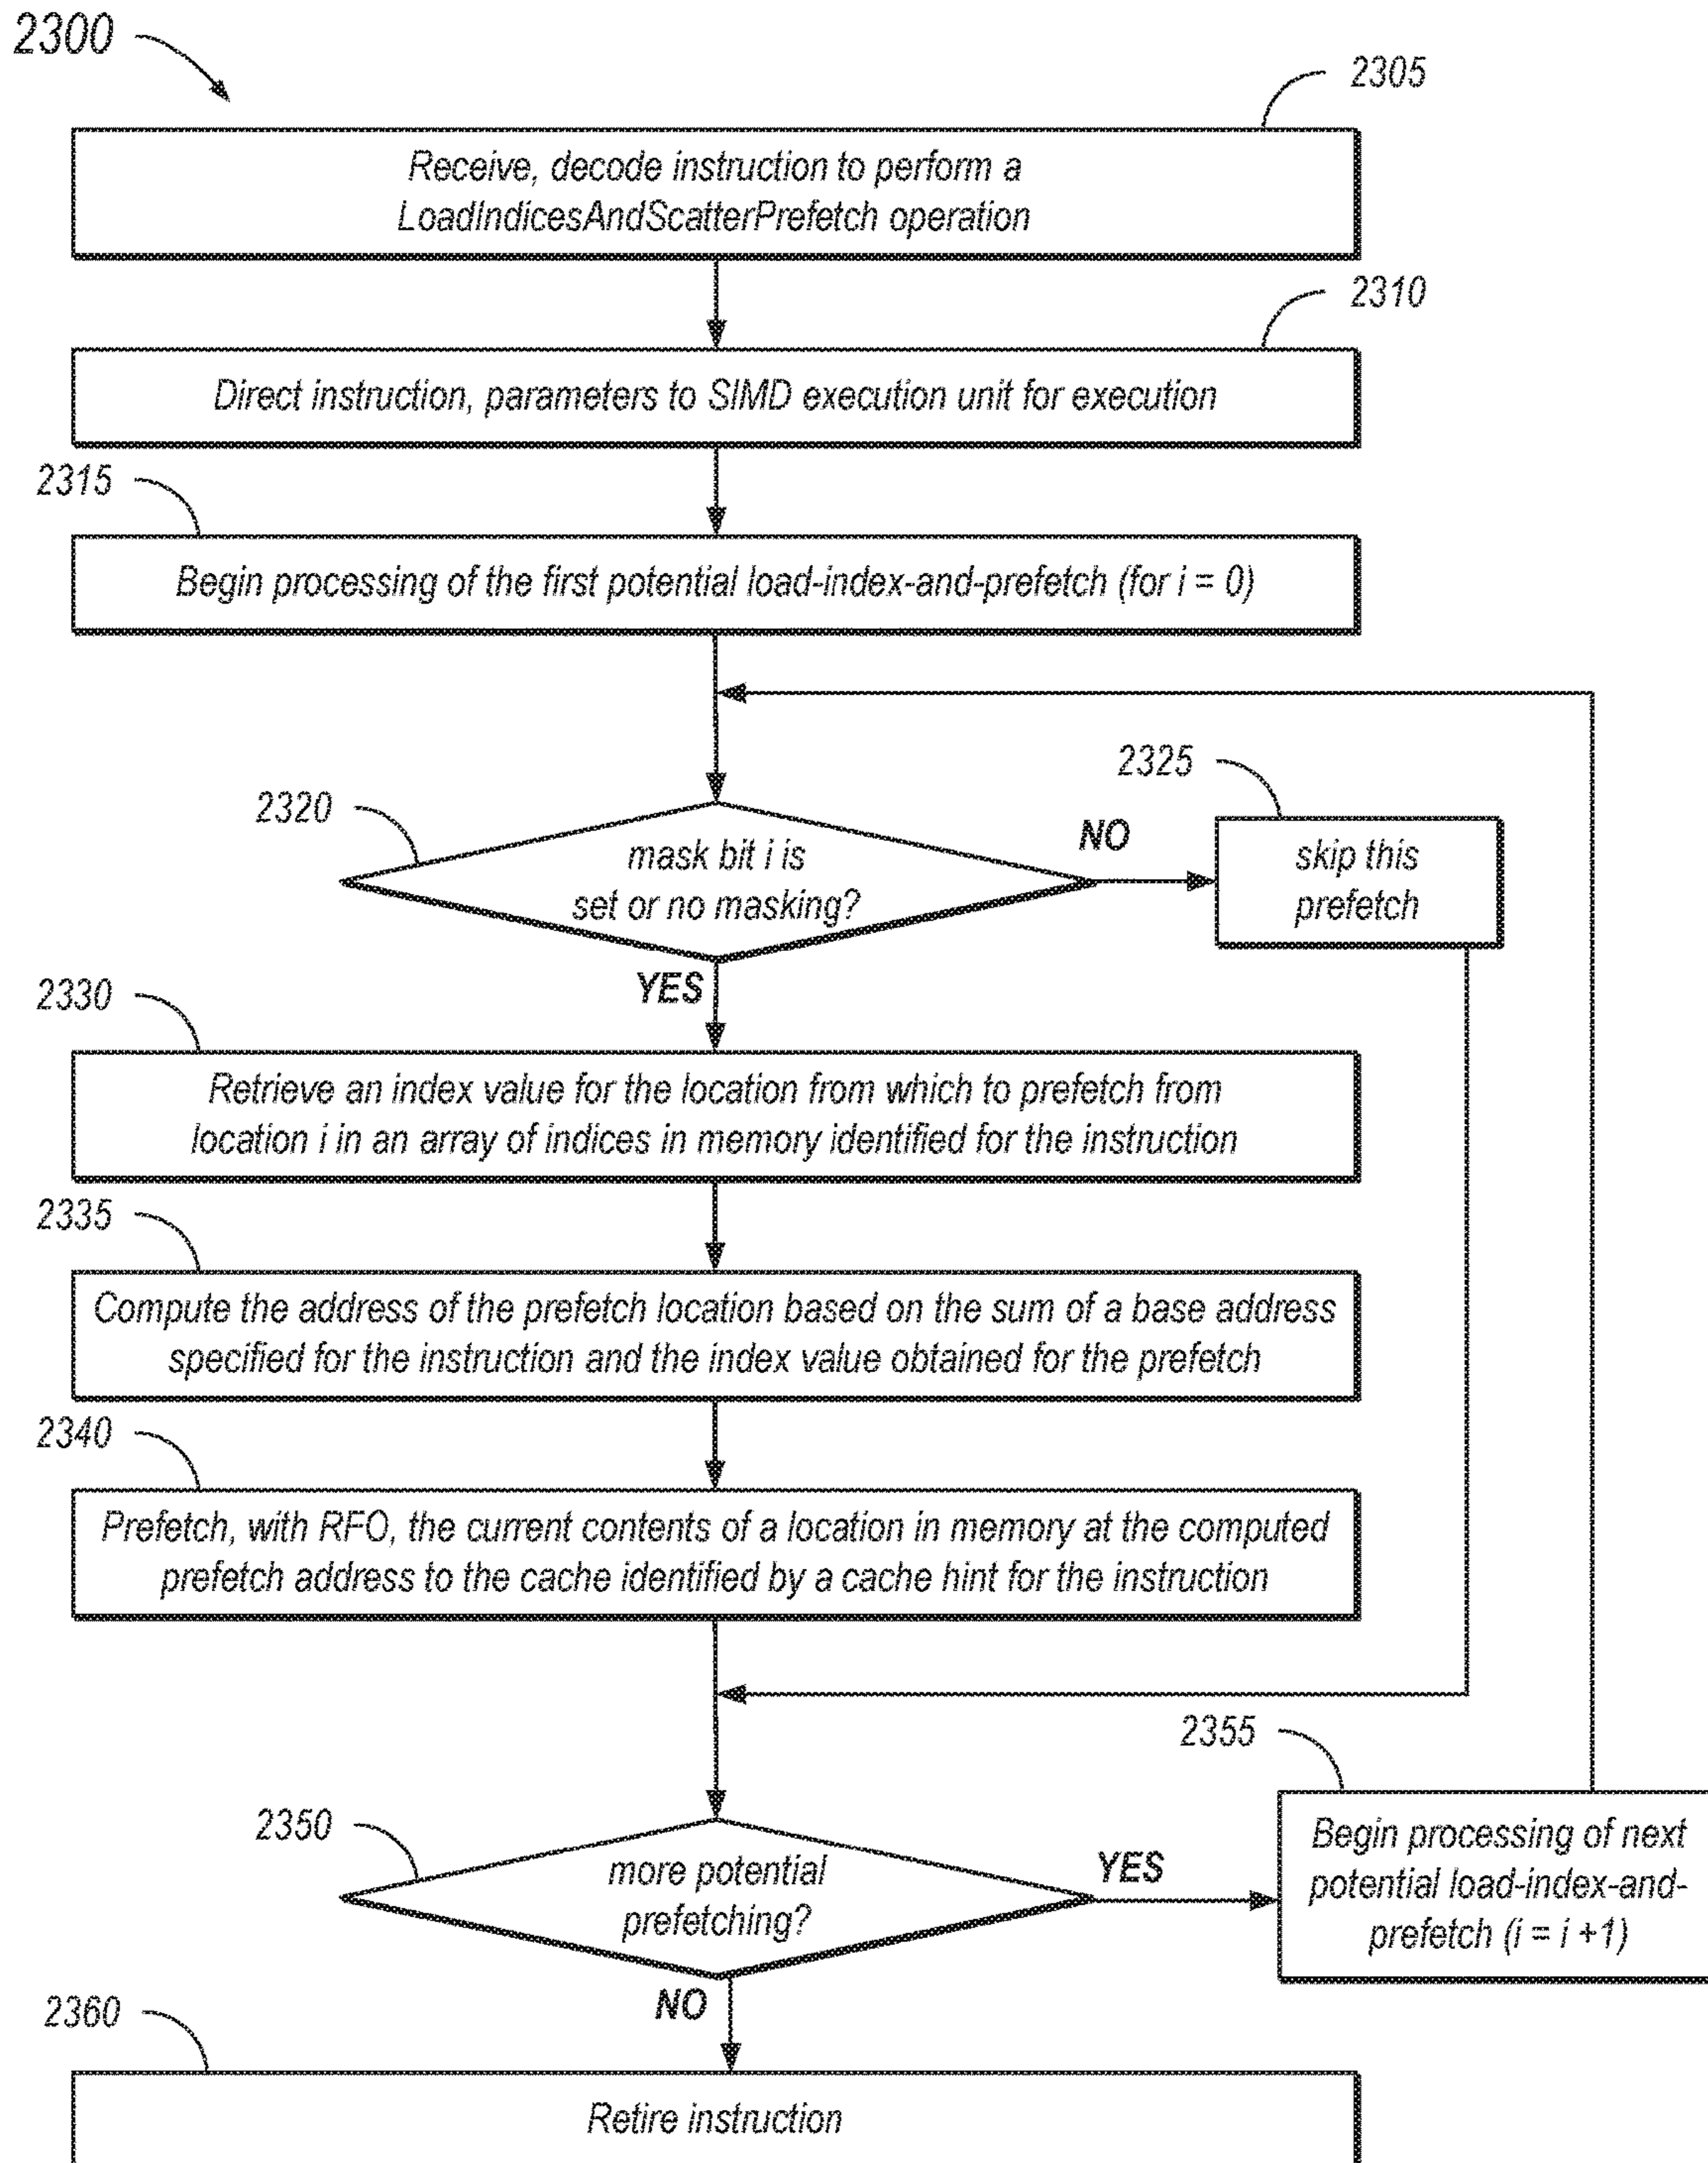 2300
2305
Receive, decode instruction to perform a
LoadIndicesAndScatterPrefetch operation
2310
Direct instruction, parameters to SIMD execution unit for execution
2315
Begin processing of the first potential load-index-and-prefetch (for i = 0)
2320
mask bit i is
set or no masking?
NO
2325
skip this
prefetch
YES
2330
Retrieve an index value for the location from which to prefetch from
location i in an array of indices in memory identified for the instruction
2335
Compute the address of the prefetch location based on the sum of a base address
specified for the instruction and the index value obtained for the prefetch
2340
Prefetch, with RFO, the current contents of a location in memory at the computed
prefetch address to the cache identified by a cache hint for the instruction
2350
more potential
prefetching?
YES
2355
Begin processing of next
potential load-index-and-
prefetch (i = i +1)
NO
2360
Retire instruction